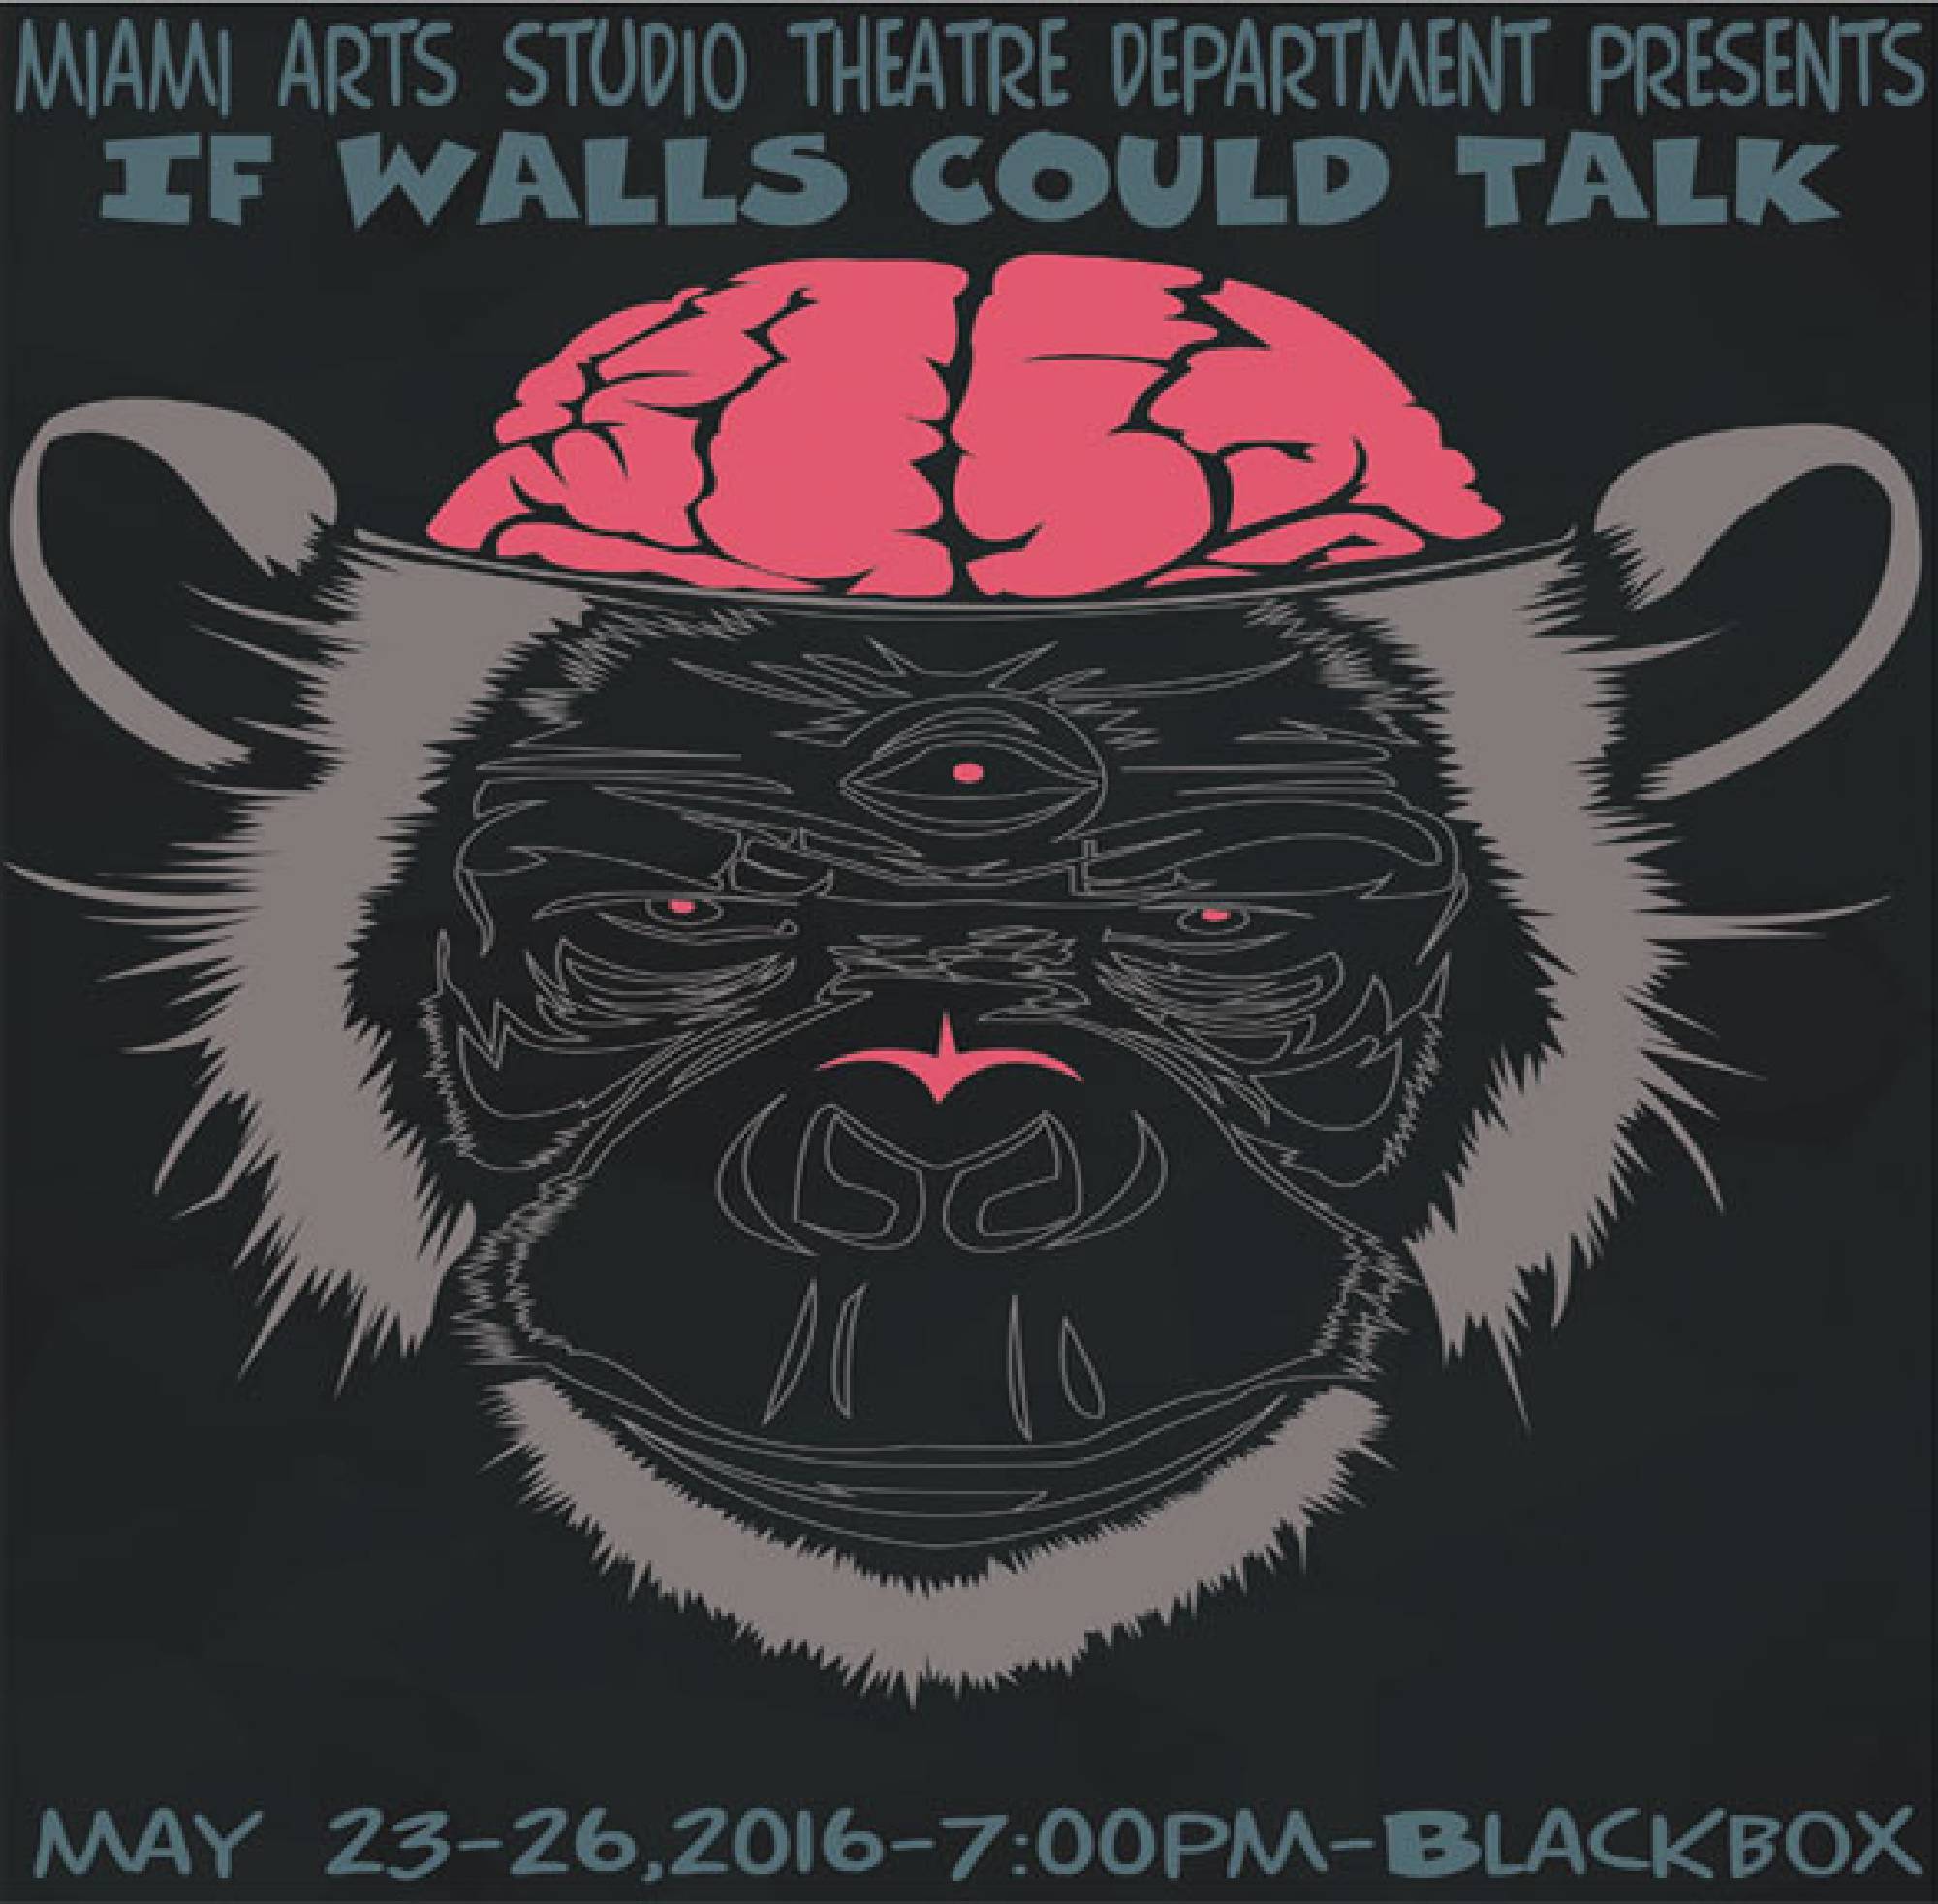 MIAMI ARTS STUDIO THEATRE DEPARTMENT PRESENTS
IF WALLS COULD TALK
MAY 23-26,2016-7:00PM-BLACKBOX